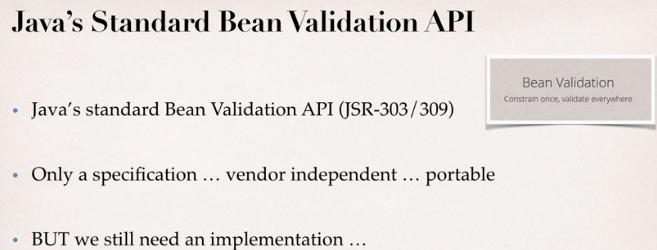 Java's Standard Bean Validation API
Bean Validation
Constrain once, validate everywhere
• Java's standard Bean Validation API (JSR-303/309)
• Only a specification … vendor independent … portable
• BUT we still need an implementation …